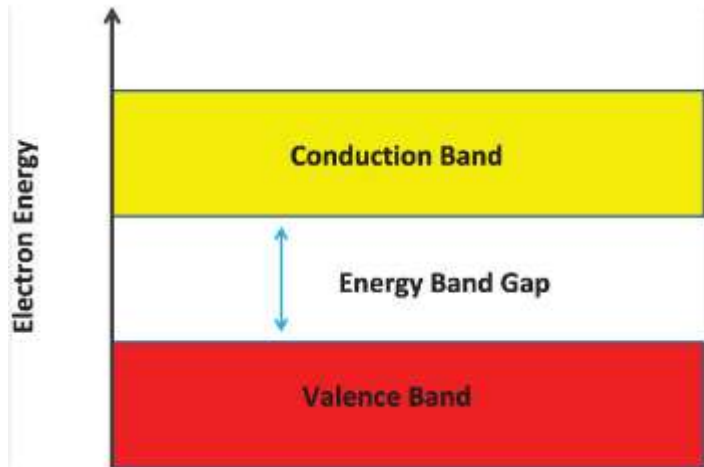 Electron Energy
Conduction Band
Energy Band Gap
Valence Band